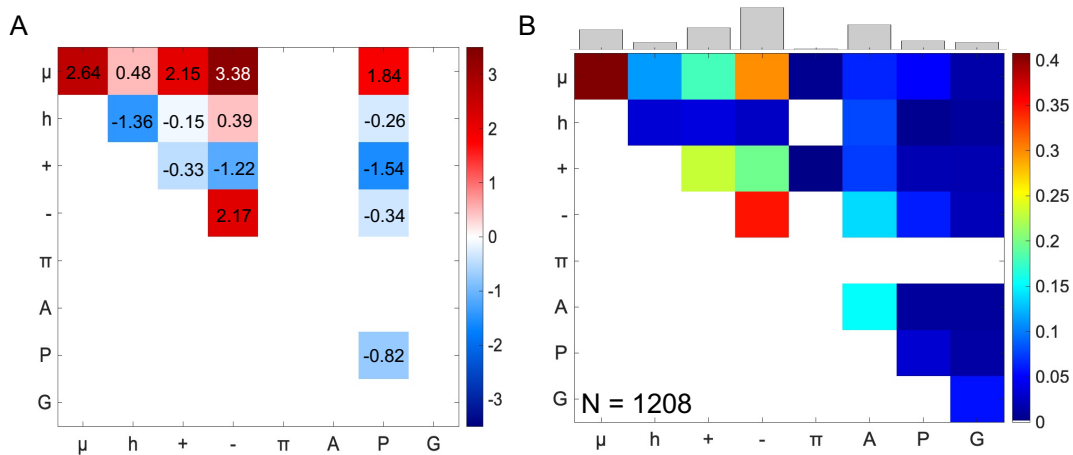 A
μ 2.64 0.48 2.15 3.38 1.84
h -1.36 -0.15 0.39 -0.26
+ -0.33 -1.22 -1.54
- 2.17 -0.34
π
A
P -0.82
G
μ h + - π A P G
3
2
1
0
-1
-2
-3
B
μ
h
+
-
π
A
P
G N = 1208
μ h + - π A P G
0.4
0.35
0.3
0.25
0.2
0.15
0.1
0.05
0